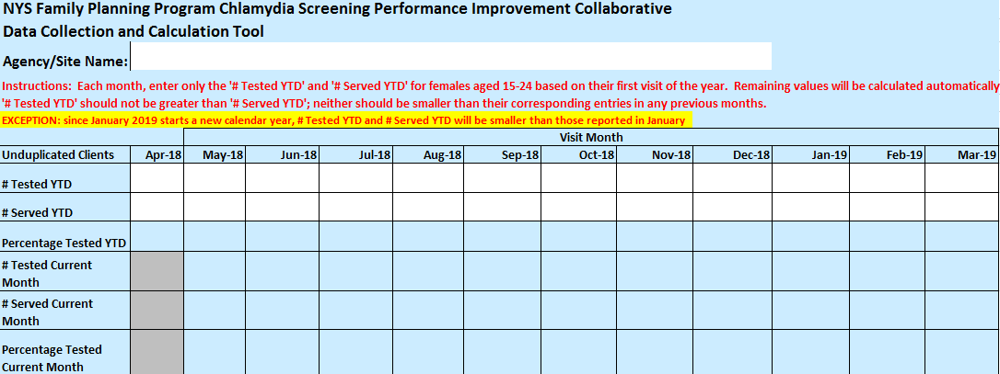 NYS Family Planning Program Chlamydia Screening Performance Improvement Collaborative
Data Collection and Calculation Tool
Agency/Site Name:
Instructions:  Each month, enter only the '# Tested YTD' and '# Served YTD' for females aged 15-24 based on their first visit of the year.  Remaining values will be calculated automatically
'# Tested YTD' should not be greater than '# Served YTD'; neither should be smaller than their corresponding entries in any previous months.
EXCEPTION: since January 2019 starts a new calendar year, # Tested YTD and # Served YTD will be smaller than those reported in January
Visit Month
Unduplicated Clients Apr-18 May-18 Jun-18 Jul-18 Aug-18 Sep-18 Oct-18 Nov-18 Dec-18 Jan-19 Feb-19 Mar-19
# Tested YTD
# Served YTD
Percentage Tested YTD
# Tested Current
Month
# Served Current
Month
Percentage Tested
Current Month